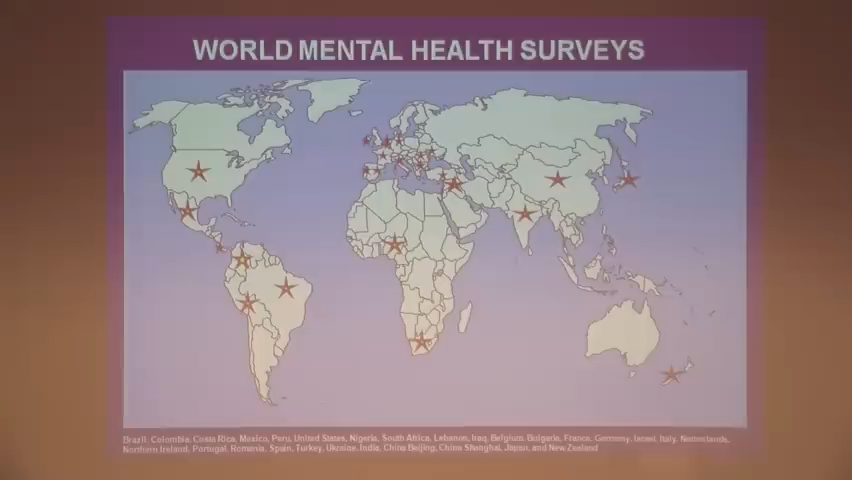 WORLD MENTAL HEALTH SURVEYS
Brazil, Colombia, Costa Rica, Mexico, Peru, United States, Nigeria, South Africa, Lebanon, Iraq, Belgium, Bulgaria, France, Germany, Israel, Italy, Netherlands,
Northern Ireland, Portugal, Romania, Spain, Turkey, Ukraine, India, China Beijing, China Shanghai, Japan, and New Zealand